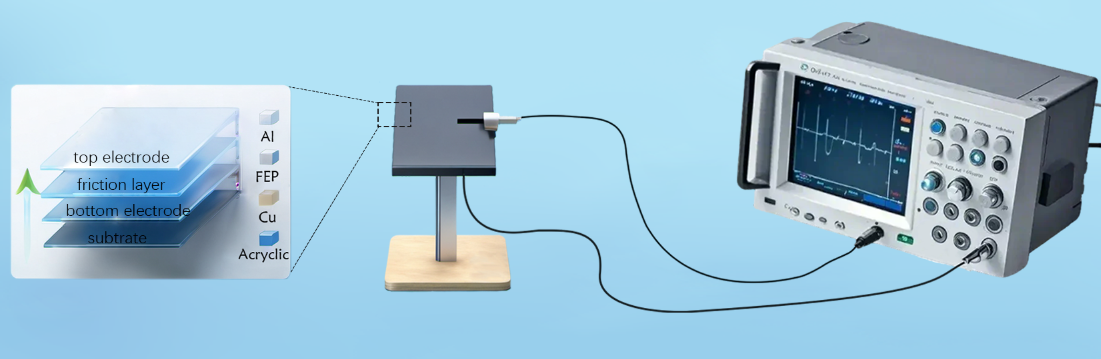 top electrode
friction layer
bottom electrode
subtrate
Al
FEP
Cu
Acryclic